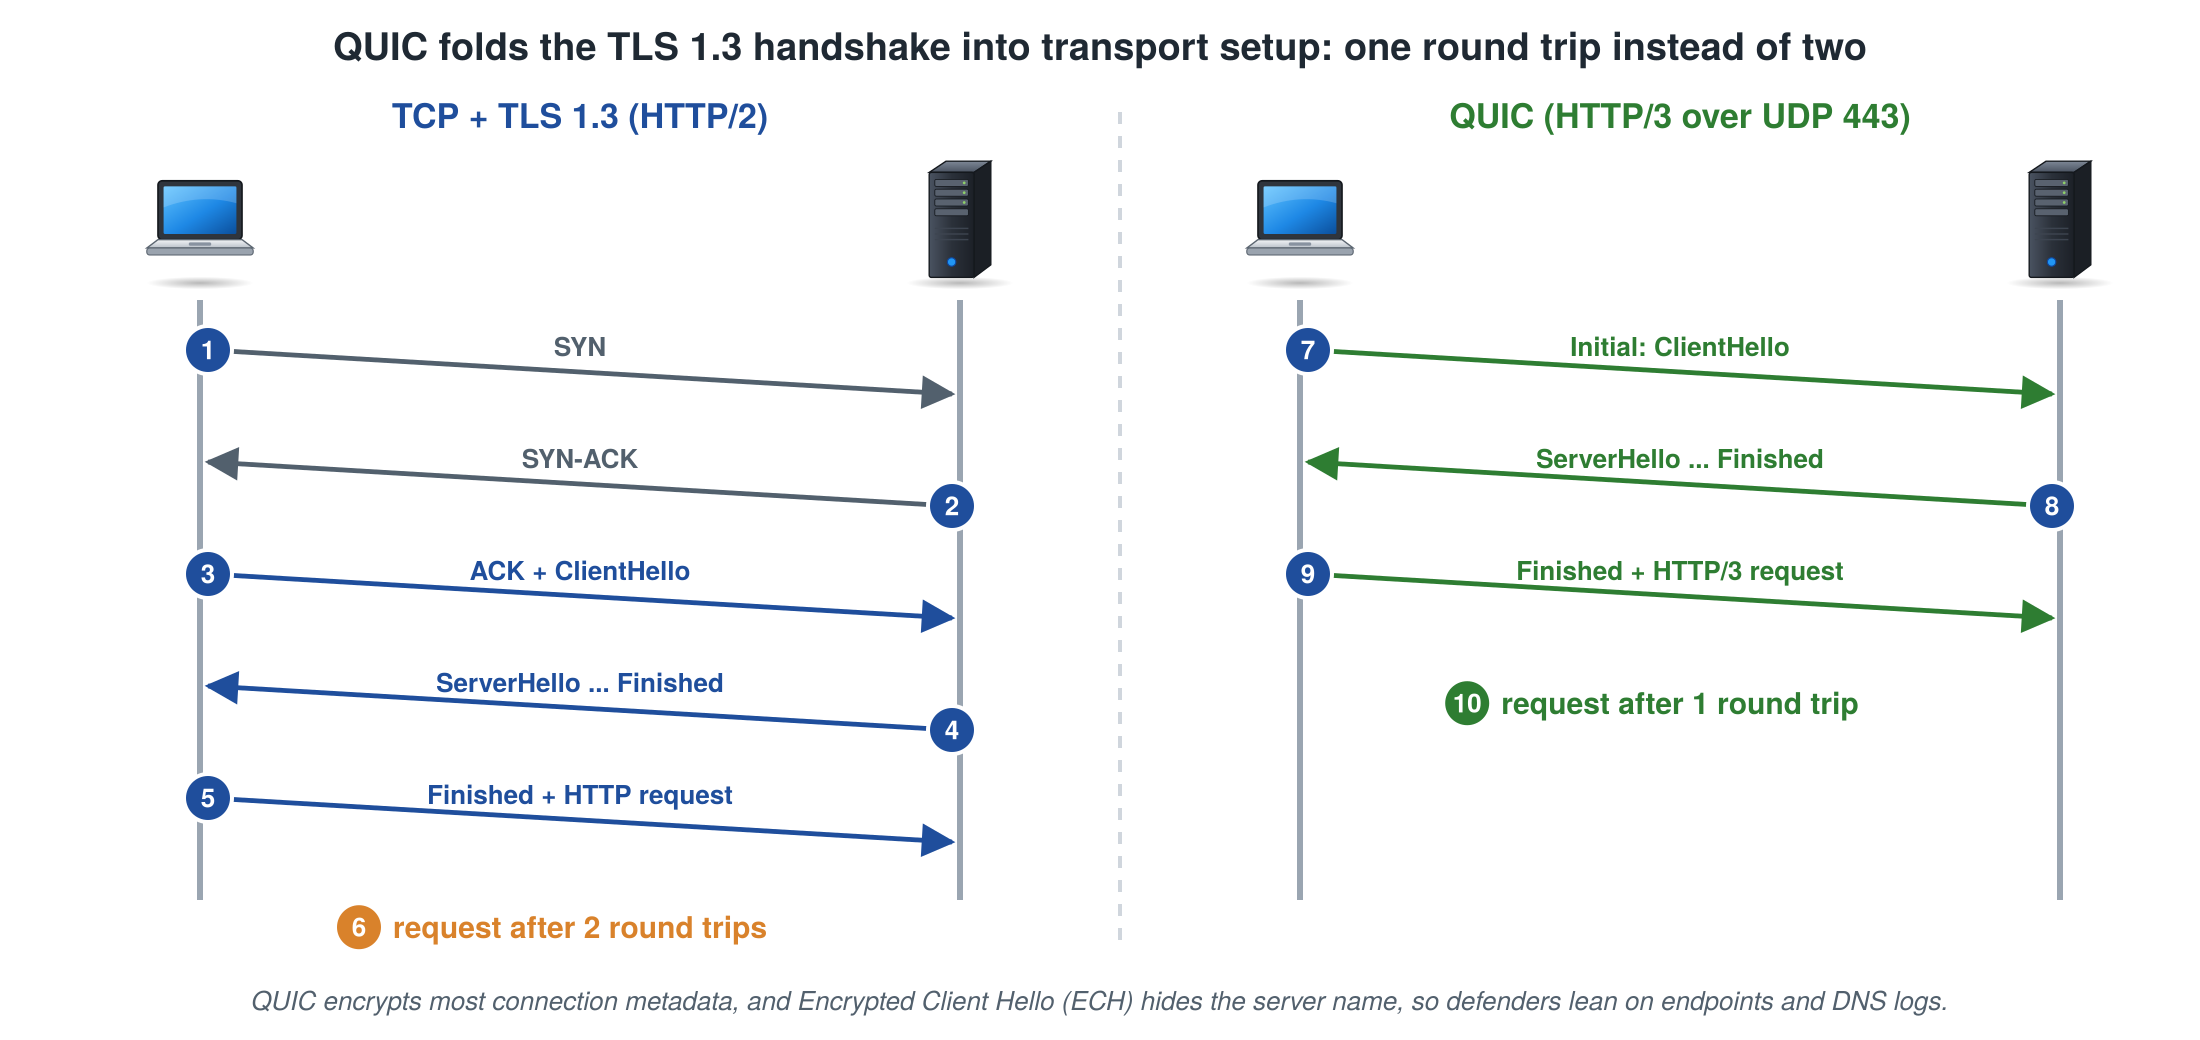 QUIC folds the TLS 1.3 handshake into transport setup: one round trip instead of two
TCP + TLS 1.3 (HTTP/2)
1
SYN
SYN-ACK
2
3
ACK + ClientHello
ServerHello ... Finished
4
5
Finished + HTTP request
6 request after 2 round trips
QUIC (HTTP/3 over UDP 443)
7
Initial: ClientHello
ServerHello ... Finished
8
9
Finished + HTTP/3 request
10 request after 1 round trip
QUIC encrypts most connection metadata, and Encrypted Client Hello (ECH) hides the server name, so defenders lean on endpoints and DNS logs.